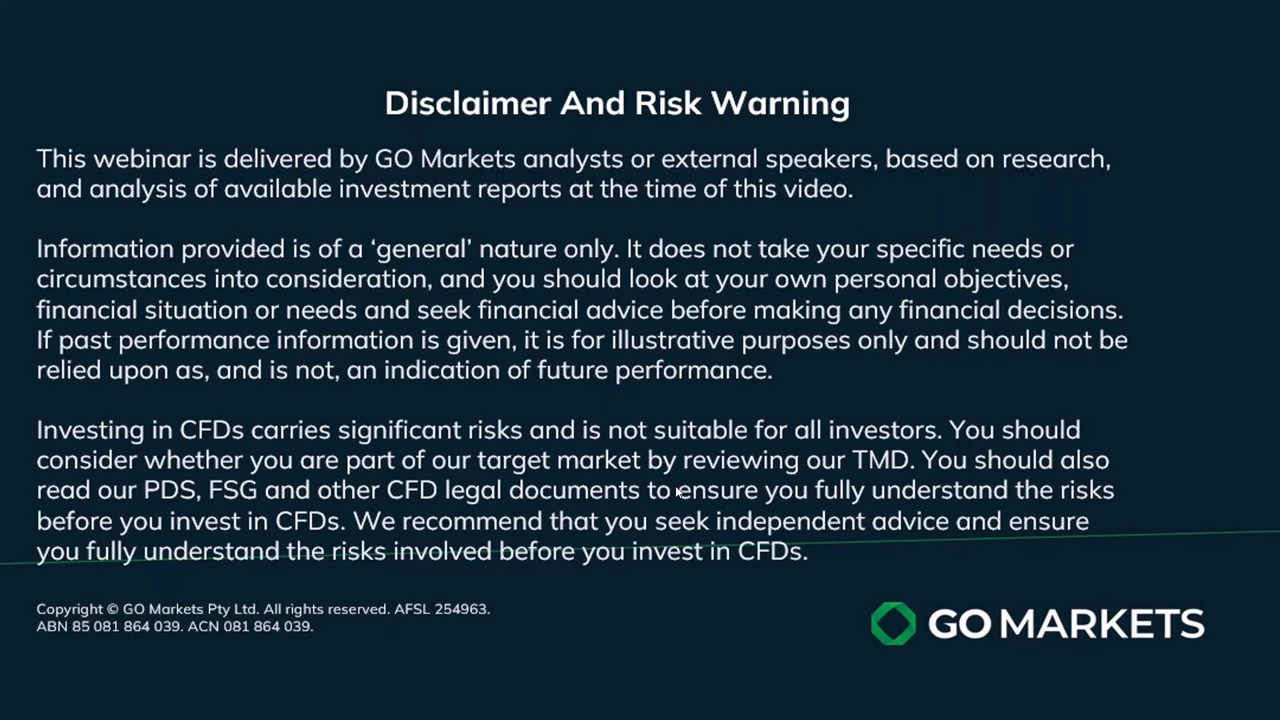 Disclaimer And Risk Warning
This webinar is delivered by GO Markets analysts or external speakers, based on research,
and analysis of available investment reports at the time of this video.
Information provided is of a ‘general’ nature only. It does not take your specific needs or
circumstances into consideration, and you should look at your own personal objectives,
financial situation or needs and seek financial advice before making any financial decisions.
If past performance information is given, it is for illustrative purposes only and should not be
relied upon as, and is not, an indication of future performance.
Investing in CFDs carries significant risks and is not suitable for all investors. You should
consider whether you are part of our target market by reviewing our TMD. You should also
read our PDS, FSG and other CFD legal documents to ensure you fully understand the risks
before you invest in CFDs. We recommend that you seek independent advice and ensure
you fully understand the risks involved before you invest in CFDs.
Copyright © GO Markets Pty Ltd. All rights reserved. AFSL 254963.
ABN 85 081 864 039. ACN 081 864 039.
GO MARKETS